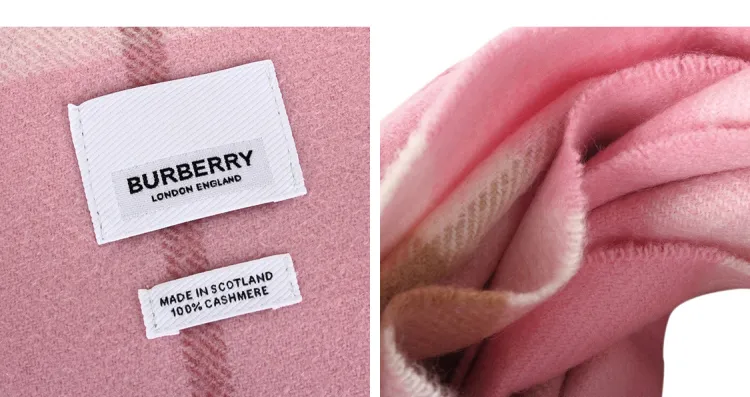 BURBERRY
LONDON ENGLAND
MADE IN SCOTLAND
100% CASHMERE